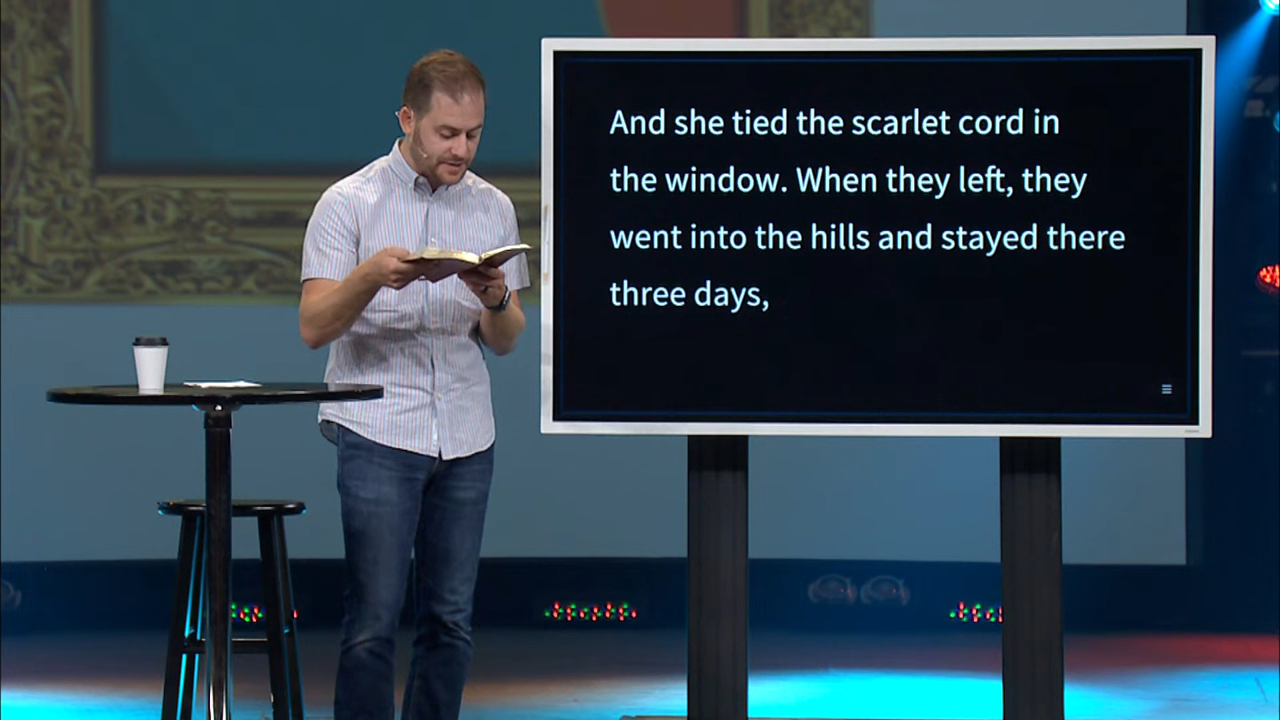 And she tied the scarlet cord in
the window. When they left, they
went into the hills and stayed there
three days,